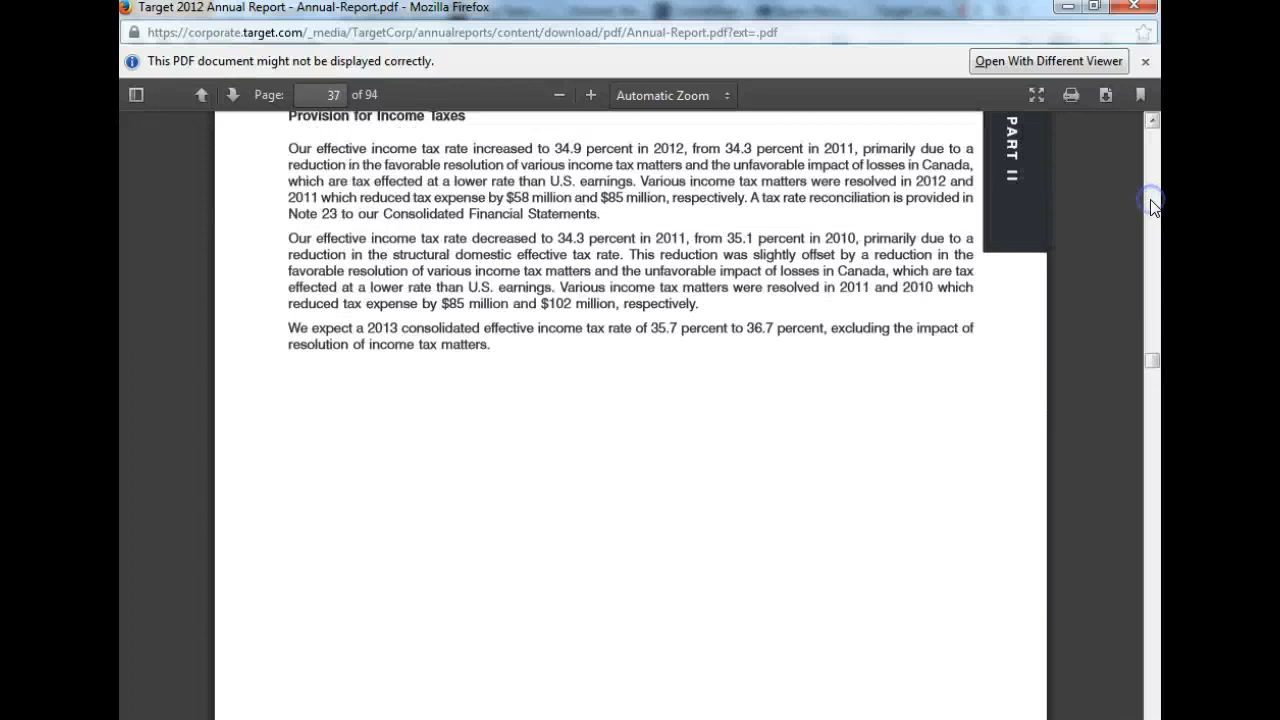 Target 2012 Annual Report - Annual-Report.pdf - Mozilla Firefox
https://corporate.target.com/_media/TargetCorp/annualreports/content/download/pdf/Annual-Report.pdf?ext=.pdf
This PDF document might not be displayed correctly.
Open With Different Viewer
Page: 37 of 94
Automatic Zoom
Provision for Income Taxes
PART II
Our effective income tax rate increased to 34.9 percent in 2012, from 34.3 percent in 2011, primarily due to a
reduction in the favorable resolution of various income tax matters and the unfavorable impact of losses in Canada,
which are tax effected at a lower rate than U.S. earnings. Various income tax matters were resolved in 2012 and
2011 which reduced tax expense by $58 million and $85 million, respectively. A tax rate reconciliation is provided in
Note 23 to our Consolidated Financial Statements.
Our effective income tax rate decreased to 34.3 percent in 2011, from 35.1 percent in 2010, primarily due to a
reduction in the structural domestic effective tax rate. This reduction was slightly offset by a reduction in the
favorable resolution of various income tax matters and the unfavorable impact of losses in Canada, which are tax
effected at a lower rate than U.S. earnings. Various income tax matters were resolved in 2011 and 2010 which
reduced tax expense by $85 million and $102 million, respectively.
We expect a 2013 consolidated effective income tax rate of 35.7 percent to 36.7 percent, excluding the impact of
resolution of income tax matters.